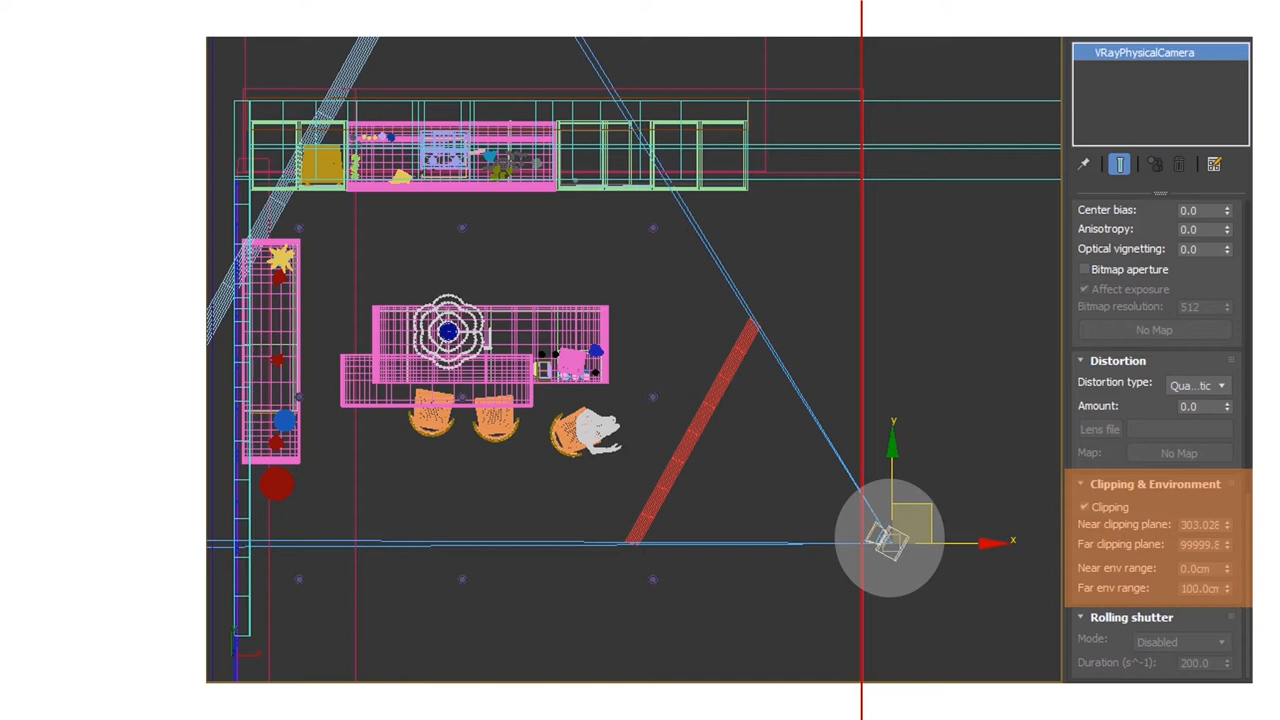 VRayPhysicalCamera
Center bias: 0.0
Anisotropy: 0.0
Optical vignetting: 0.0
Bitmap aperture
Affect exposure
Bitmap resolution: 512
No Map
Distortion
Distortion type: Qua...tic
Amount: 0.0
Lens file
Map: No Map
Clipping & Environment
Clipping
Near clipping plane: 303.028
Far clipping plane: 99999.8
Near env range: 0.0cm
Far env range: 100.0cm
Rolling shutter
Mode: Disabled
Duration (s^-1): 200.0
y
x